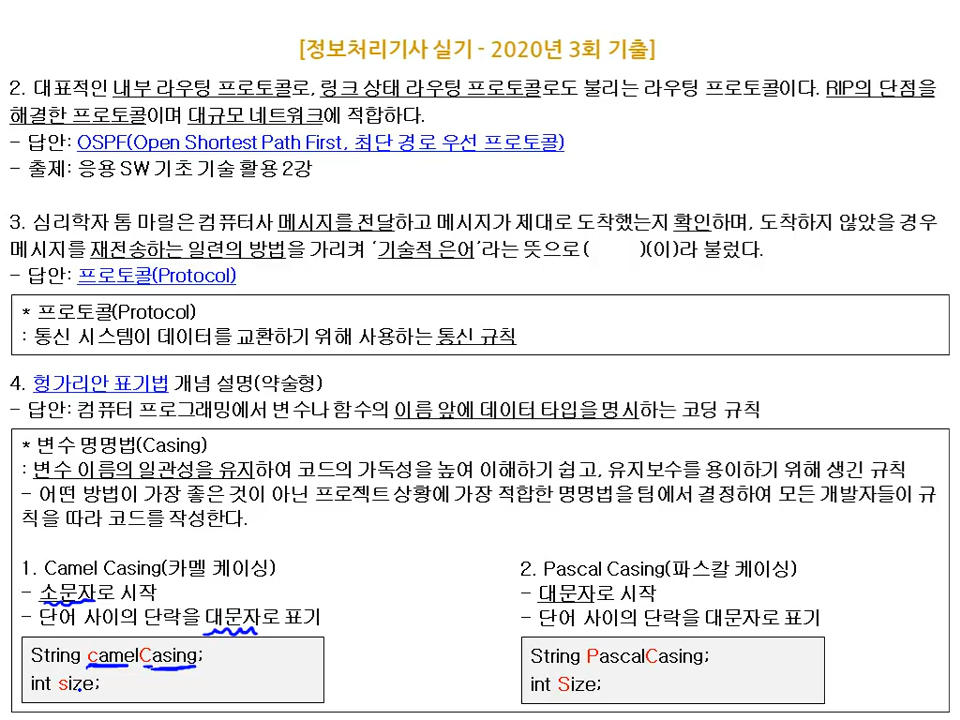 [정보처리기사 실기 - 2020년 3회 기출]
2. 대표적인 내부 라우팅 프로토콜로, 링크 상태 라우팅 프로토콜로도 불리는 라우팅 프로토콜이다. RIP의 단점을
해결한 프로토콜이며 대규모 네트워크에 적합하다.
- 답안: OSPF(Open Shortest Path First, 최단 경로 우선 프로토콜)
- 출제: 응용 SW 기초 기술 활용 2강
3. 심리학자 톰 마릴은 컴퓨터사 메시지를 전달하고 메시지가 제대로 도착했는지 확인하며, 도착하지 않았을 경우
메시지를 재전송하는 일련의 방법을 가리켜 ‘기술적 은어’라는 뜻으로 (      )(이)라 불렀다.
- 답안: 프로토콜(Protocol)
* 프로토콜(Protocol)
: 통신 시스템이 데이터를 교환하기 위해 사용하는 통신 규칙
4. 헝가리안 표기법 개념 설명(약술형)
- 답안: 컴퓨터 프로그래밍에서 변수나 함수의 이름 앞에 데이터 타입을 명시하는 코딩 규칙
* 변수 명명법(Casing)
: 변수 이름의 일관성을 유지하여 코드의 가독성을 높여 이해하기 쉽고, 유지보수를 용이하기 위해 생긴 규칙
- 어떤 방법이 가장 좋은 것이 아닌 프로젝트 상황에 가장 적합한 명명법을 팀에서 결정하여 모든 개발자들이 규
칙을 따라 코드를 작성한다.
1. Camel Casing(카멜 케이싱)
- 소문자로 시작
- 단어 사이의 단락을 대문자로 표기
String camelCasing;
int size;
2. Pascal Casing(파스칼 케이싱)
- 대문자로 시작
- 단어 사이의 단락을 대문자로 표기
String PascalCasing;
int Size;